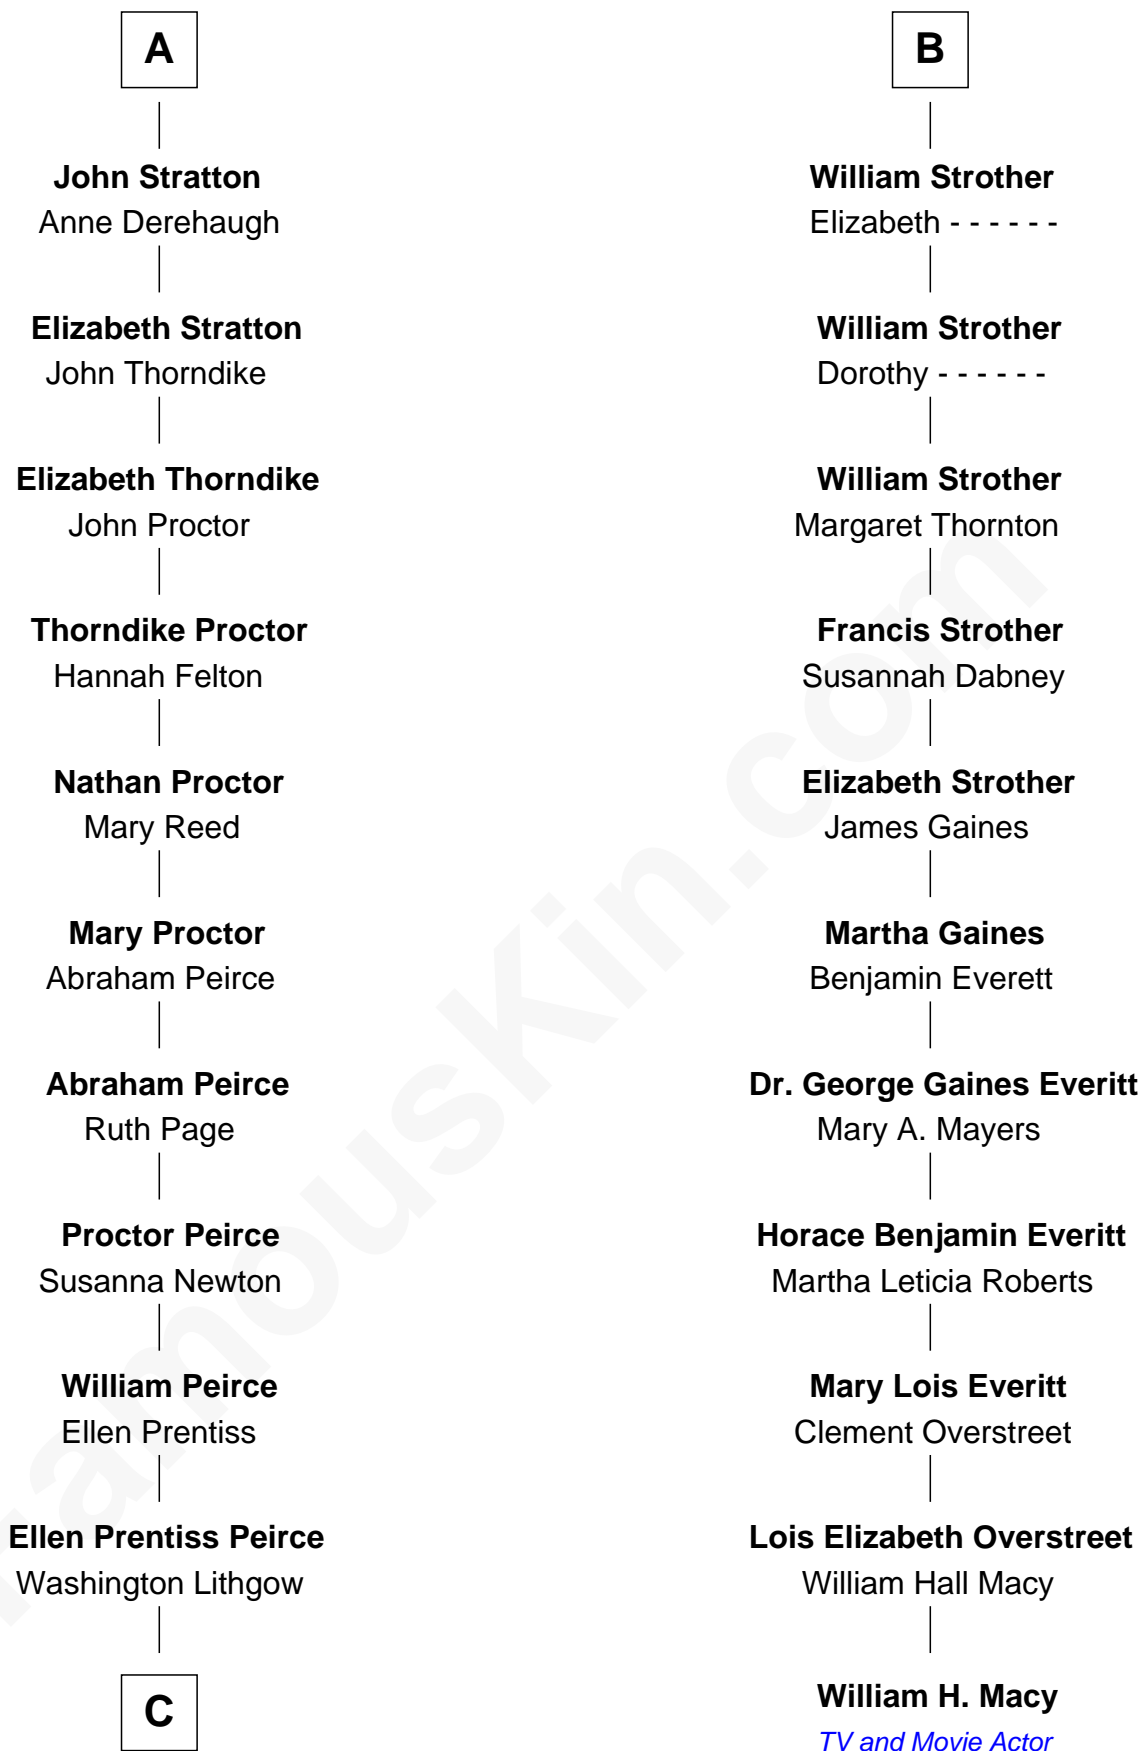 A
John Stratton
Anne Derehaugh
Elizabeth Stratton
John Thorndike
Elizabeth Thorndike
John Proctor
Thorndike Proctor
Hannah Felton
Nathan Proctor
Mary Reed
Mary Proctor
Abraham Peirce
Abraham Peirce
Ruth Page
Proctor Peirce
Susanna Newton
William Peirce
Ellen Prentiss
Ellen Prentiss Peirce
Washington Lithgow
C
B
William Strother
Elizabeth - - - - - -
William Strother
Dorothy - - - - - -
William Strother
Margaret Thornton
Francis Strother
Susannah Dabney
Elizabeth Strother
James Gaines
Martha Gaines
Benjamin Everett
Dr. George Gaines Everitt
Mary A. Mayers
Horace Benjamin Everitt
Martha Leticia Roberts
Mary Lois Everitt
Clement Overstreet
Lois Elizabeth Overstreet
William Hall Macy
William H. Macy
TV and Movie Actor
FamousKin.com